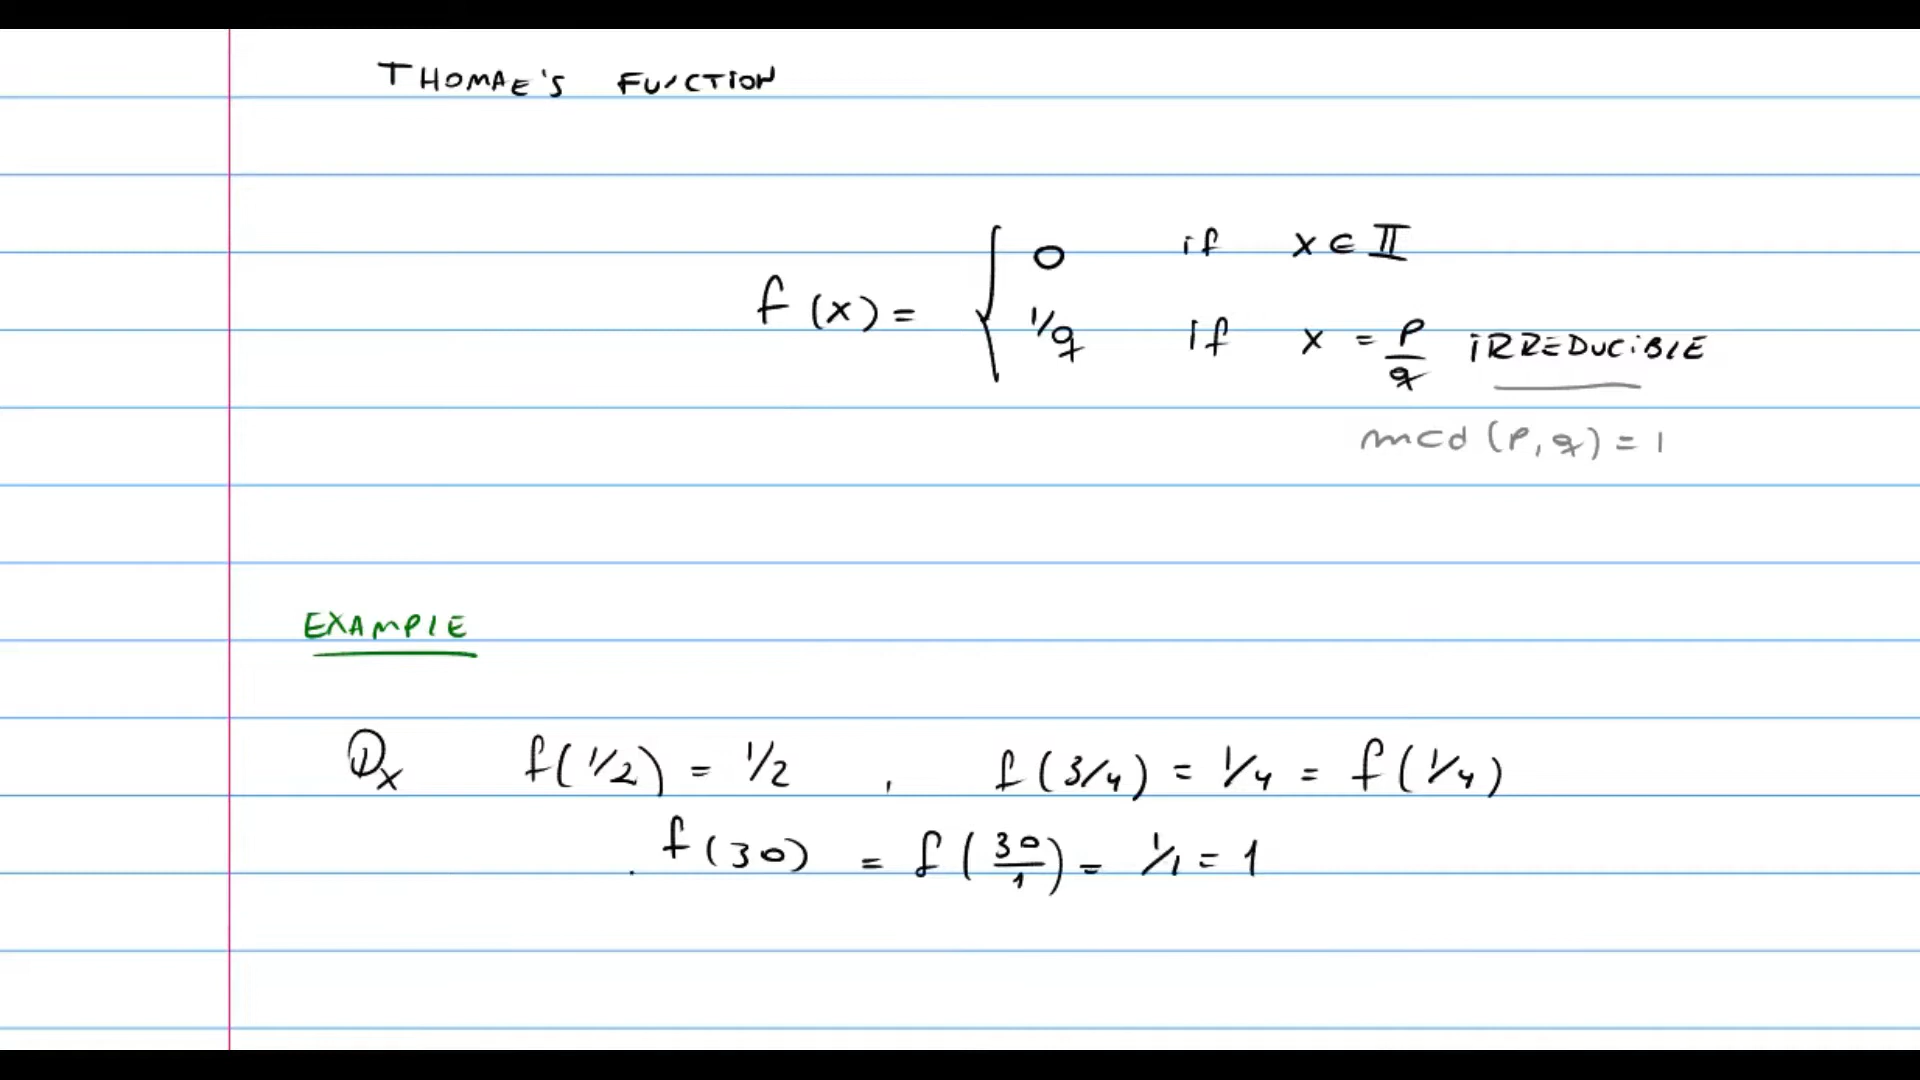 THOMAE'S FUNCTION
f(x) = { 0 if x ∈ 𝕀
1/q if x = p/q IRREDUCIBLE
mcd (p, q) = 1
EXAMPLE
f(1/2) = 1/2 , f(3/4) = 1/4 = f(1/4)
. f(30) = f(30/1) = 1/1 = 1